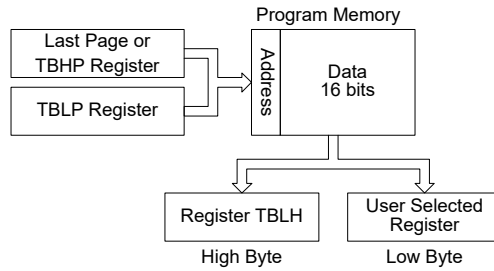 Program Memory
Last Page or
TBHP Register
TBLP Register
Address
Data
16 bits
Register TBLH
User Selected
Register
High Byte
Low Byte